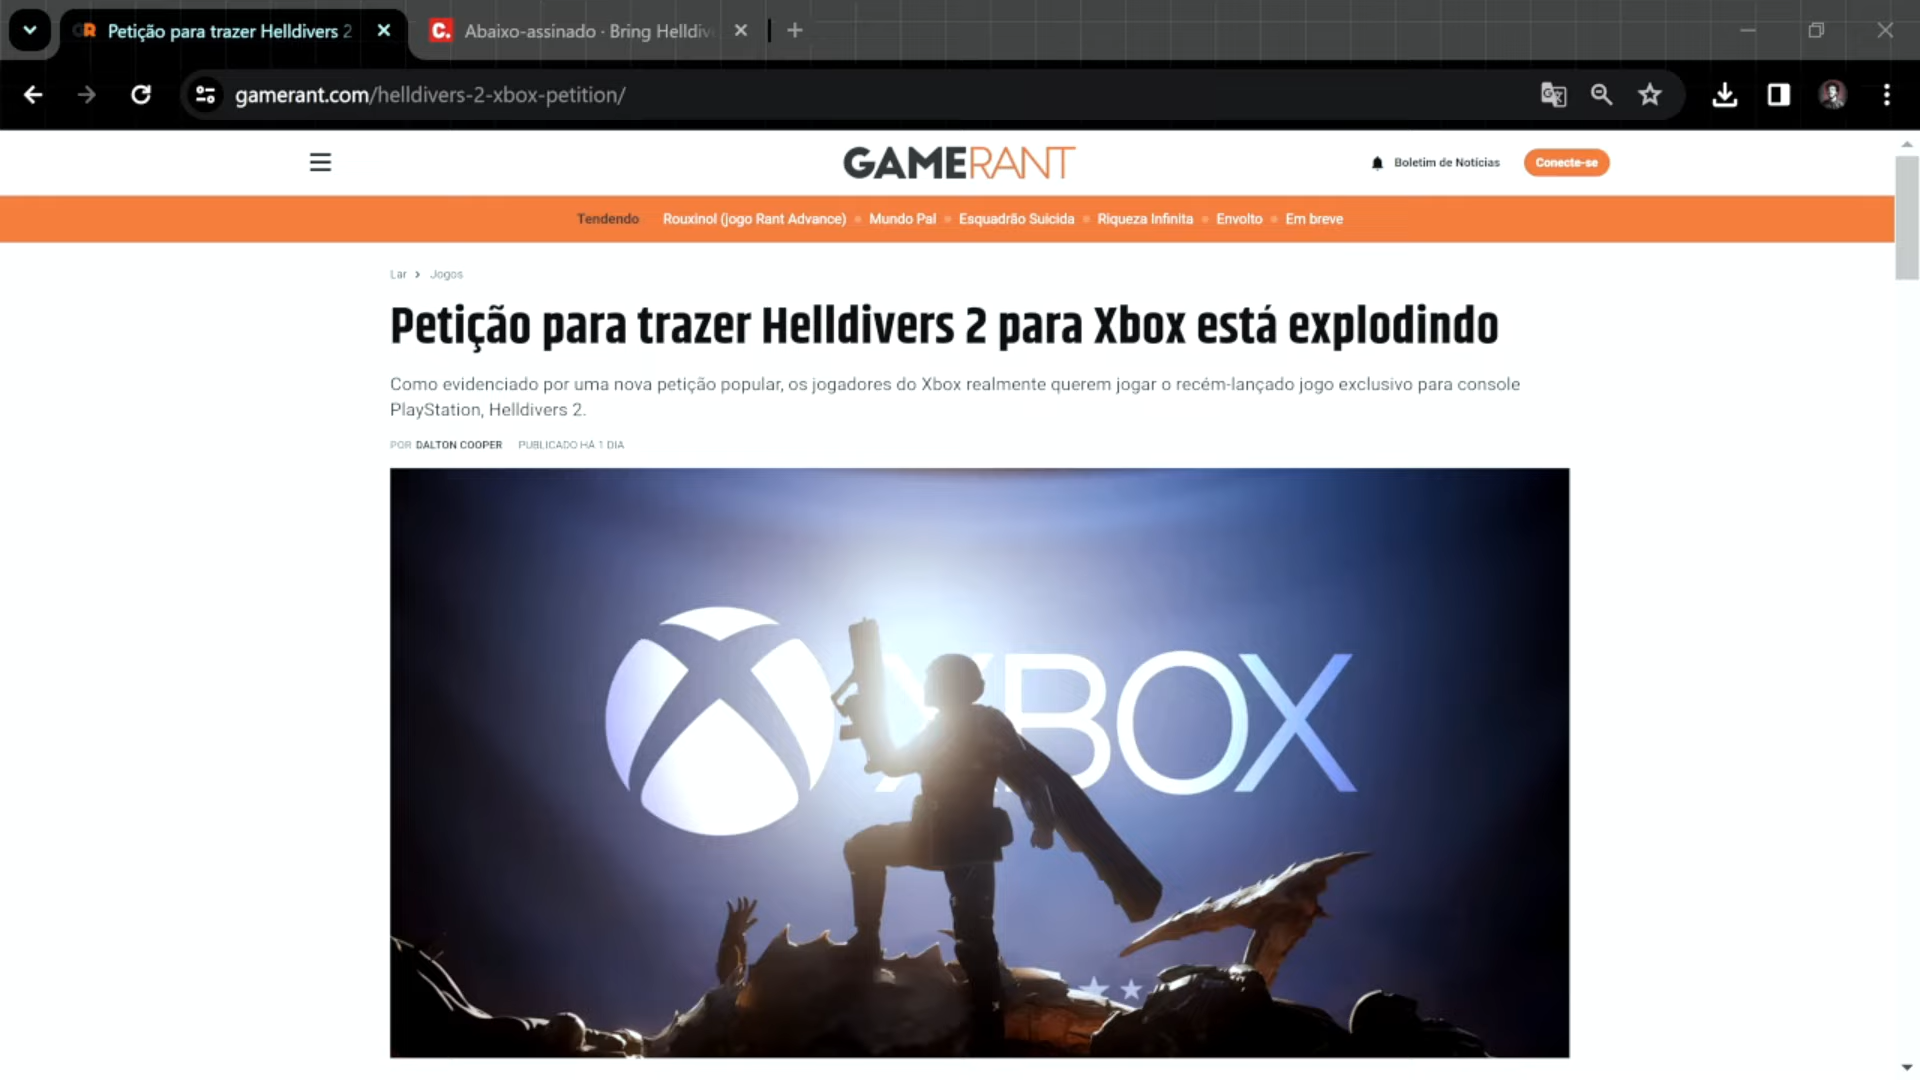 Petição para trazer Helldivers 2
Abaixo-assinado · Bring Helldiv
gamerant.com/helldivers-2-xbox-petition/
GAMERANT
Boletim de Notícias
Conecte-se
Tendendo Rouxinol (jogo Rant Advance) Mundo Pal Esquadrão Suicida Riqueza Infinita Envolto Em breve
Lar > Jogos
Petição para trazer Helldivers 2 para Xbox está explodindo
Como evidenciado por uma nova petição popular, os jogadores do Xbox realmente querem jogar o recém-lançado jogo exclusivo para console
PlayStation, Helldivers 2.
POR DALTON COOPER PUBLICADO HÁ 1 DIA
XBOX